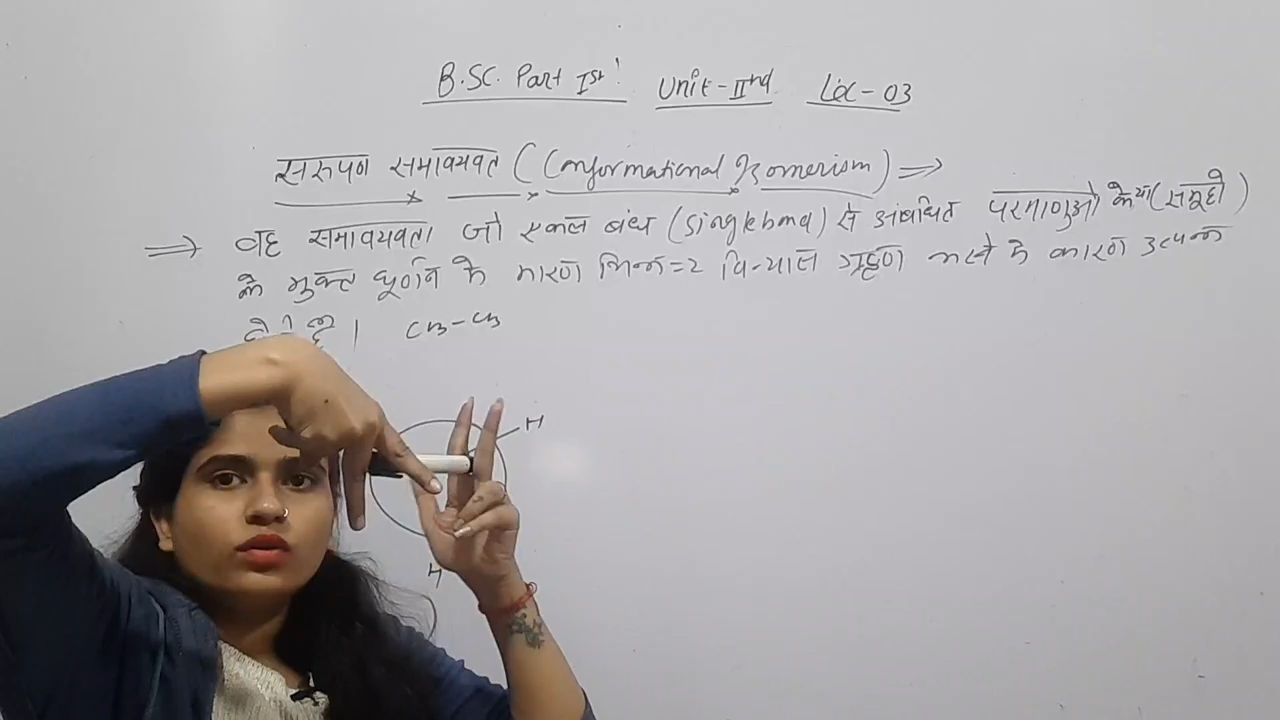 B.SC. Part Ist Unit-IInd Lec-03
सरुपण समावयवत (Conformational Isomerism) ⇒
⇒ वह समावयवता जो एकल बंध (single bond) से संबंधित परमाणुओ के या (समूहो)
के मुक्त घूर्णन के कारण भिन्न=2 विन्यास ग्रहण करने के कारण उत्पन्न
है। CH3-CH3
H
H